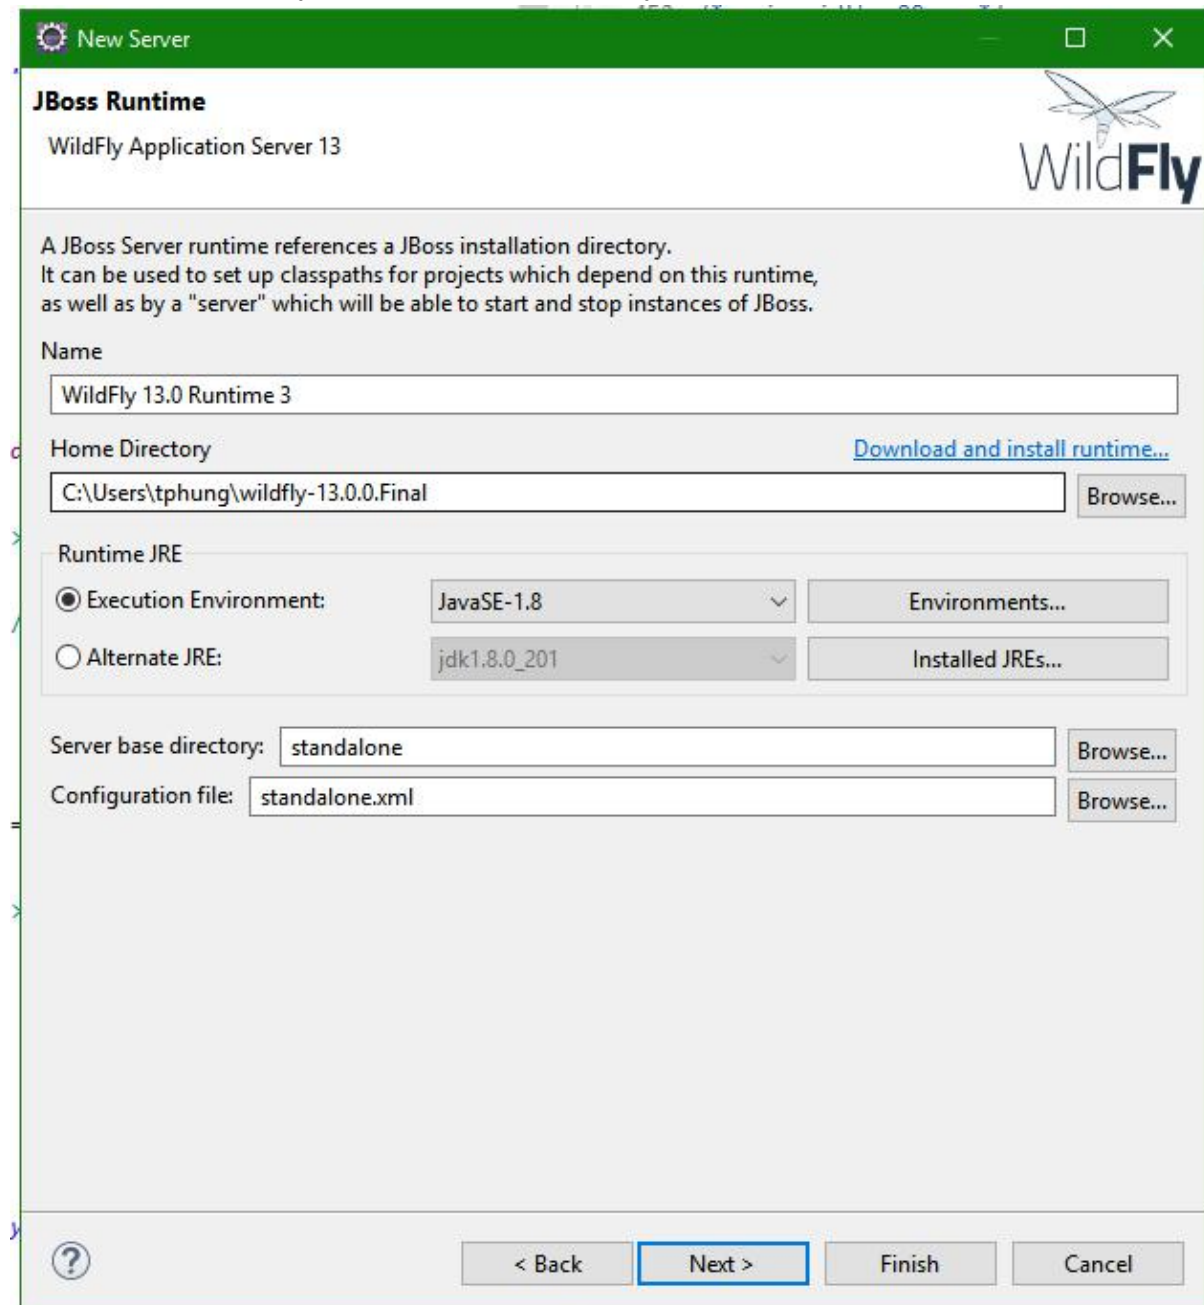 New Server
JBoss Runtime
WildFly Application Server 13
WildFly
A JBoss Server runtime references a JBoss installation directory.
It can be used to set up classpaths for projects which depend on this runtime,
as well as by a "server" which will be able to start and stop instances of JBoss.
Name
WildFly 13.0 Runtime 3
Home Directory Download and install runtime...
C:\Users\tphung\wildfly-13.0.0.Final Browse...
Runtime JRE
Execution Environment: JavaSE-1.8 Environments...
Alternate JRE: jdk1.8.0_201 Installed JREs...
Server base directory: standalone Browse...
Configuration file: standalone.xml Browse...
? < Back Next > Finish Cancel